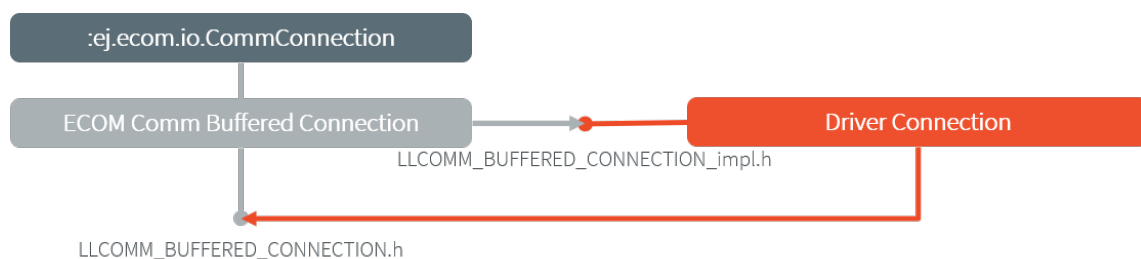 :ej.ecom.io.CommConnection
ECOM Comm Buffered Connection
Driver Connection
LLCOMM_BUFFERED_CONNECTION_impl.h
LLCOMM_BUFFERED_CONNECTION.h